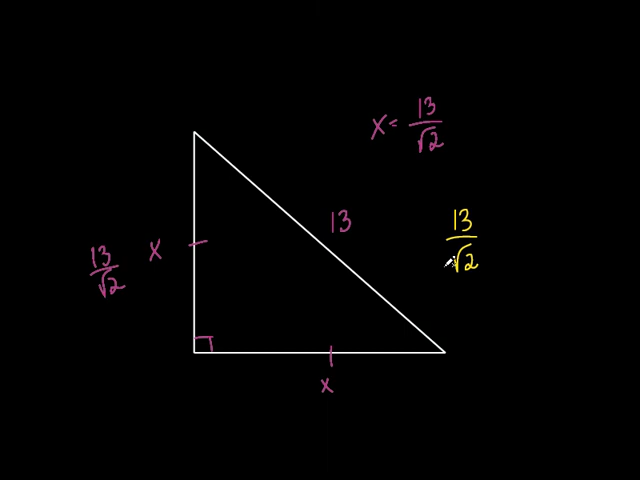 x = 13/√2
13
13/√2
x
13/√2
x